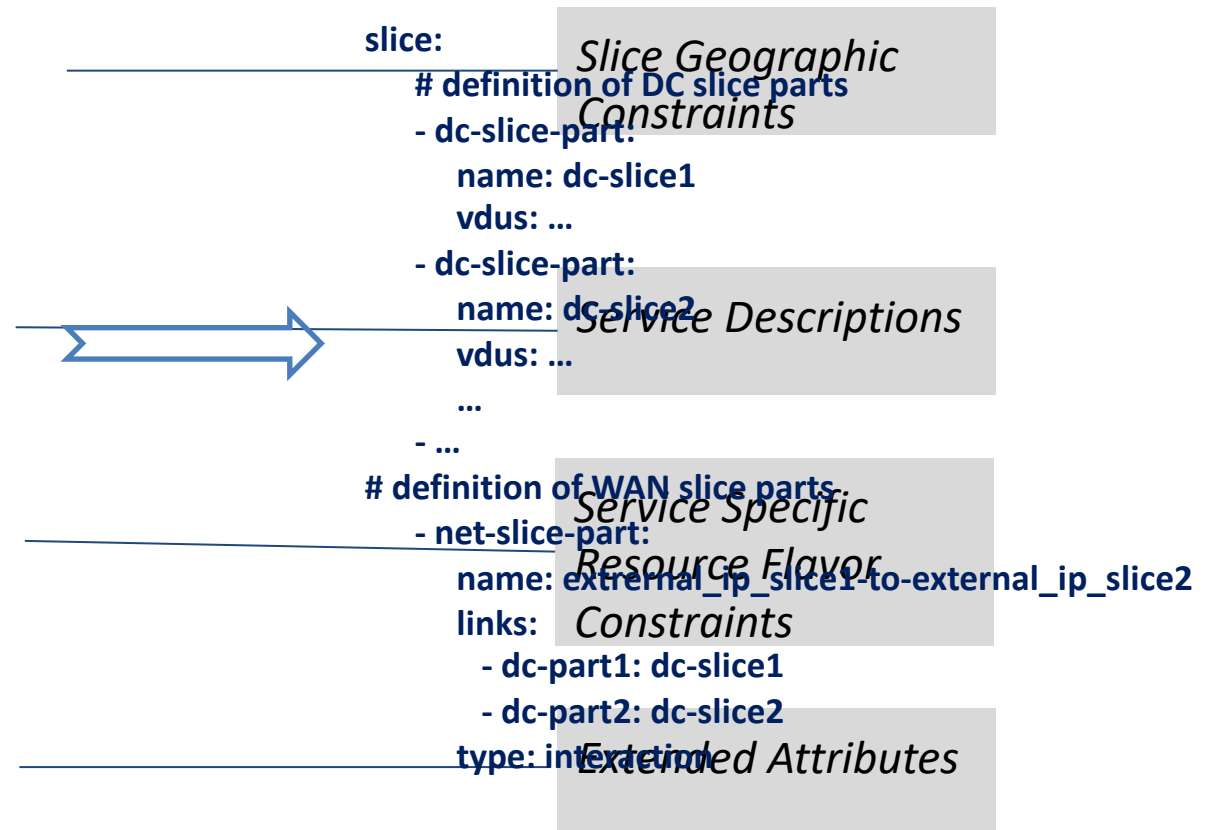 slice:
# definition of DC slice parts
- dc-slice-part:
name: dc-slice1
vdus: …
- dc-slice-part:
name: dc-slice2
vdus: …
…
- …
# definition of WAN slice parts
- net-slice-part:
name: extrernal_ip_slice1-to-external_ip_slice2
links:
- dc-part1: dc-slice1
- dc-part2: dc-slice2
type: interaction
Slice Geographic
Constraints
Service Descriptions
Service Specific
Resource Flavor
Constraints
Extended Attributes